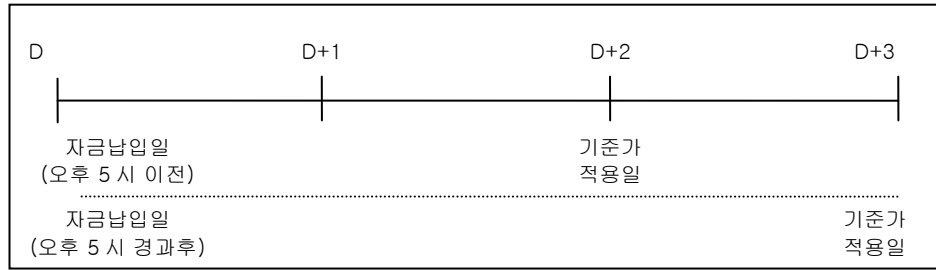 D D+1 D+2 D+3
자금납입일 기준가
(오후 5 시 이전) 적용일
자금납입일 기준가
(오후 5 시 경과후) 적용일